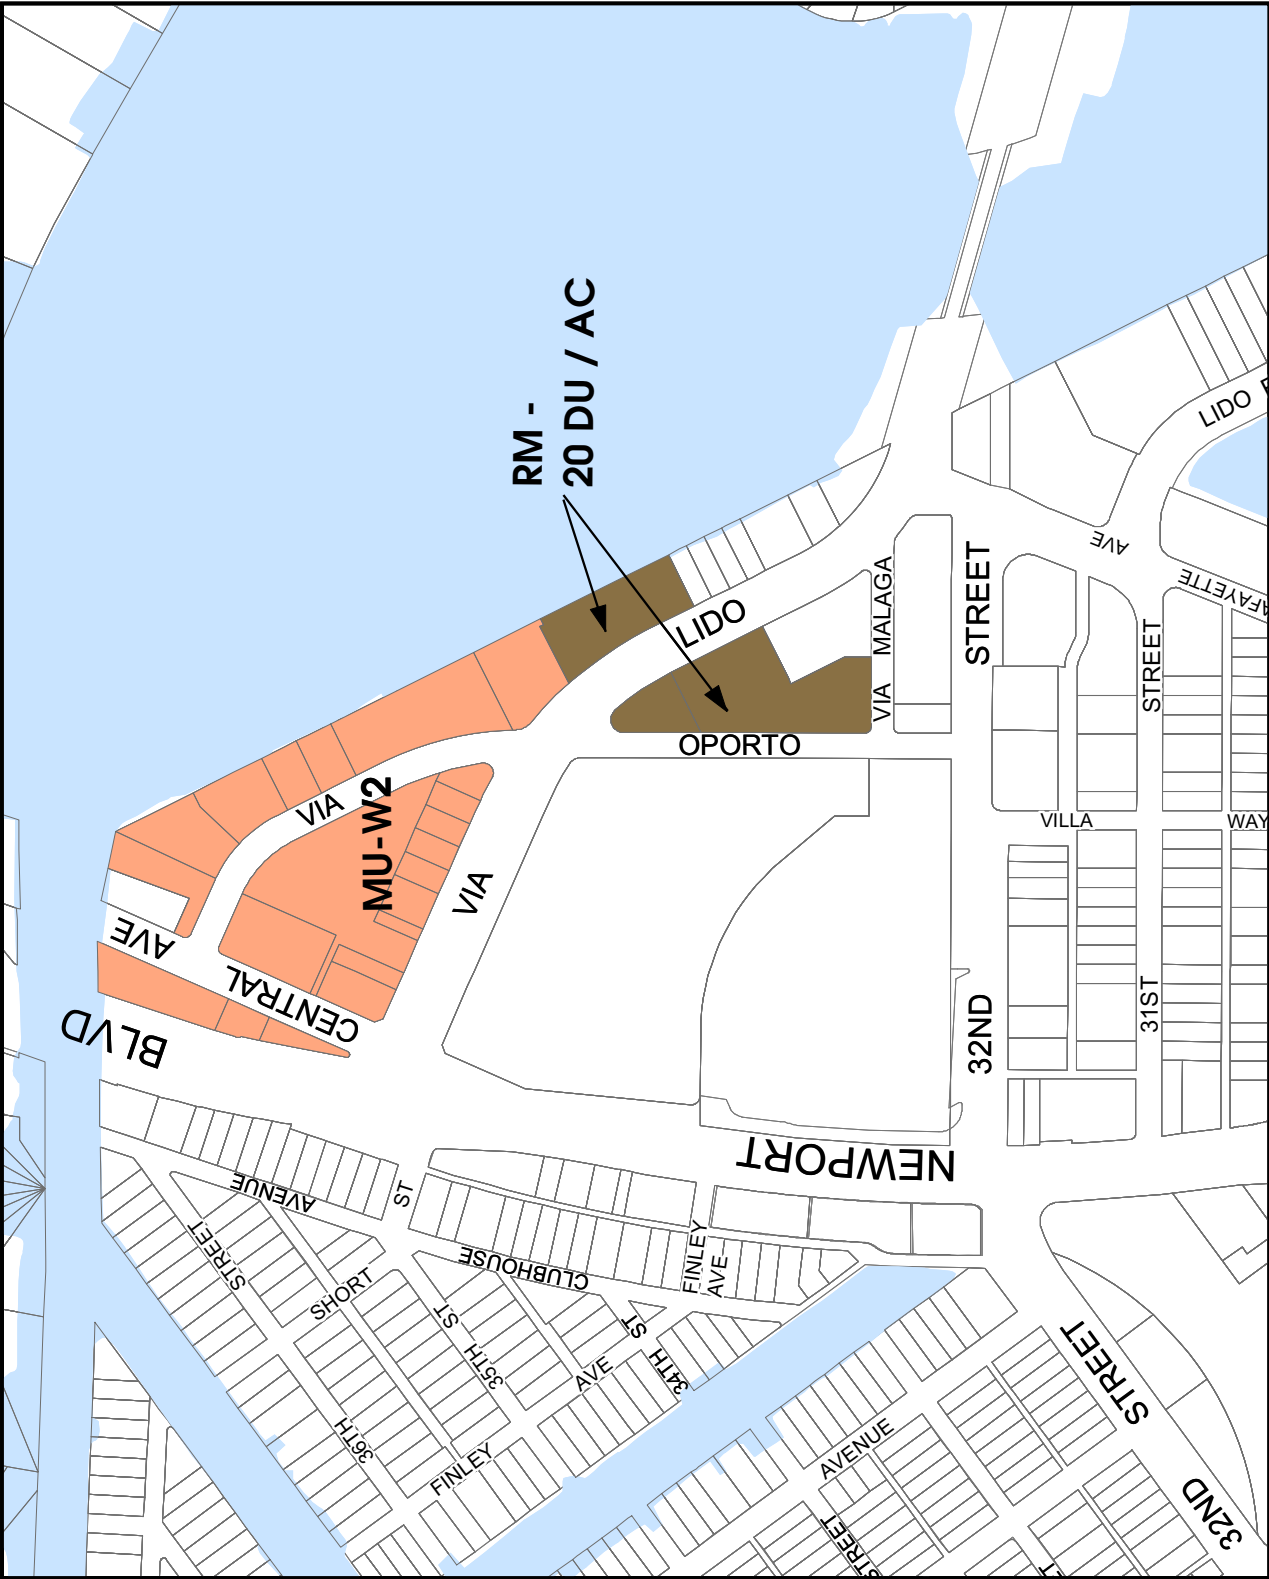 RM -
20 DU / AC
LIDO
LIDO
AVE
MALAGA
VIA
STREET
STREET
OPORTO
VIA
MU-W2
VIA
VILLA
WAY
AVE
CENTRAL
BLVD
32ND
31ST
NEWPORT
AVENUE
ST
STREET
SHORT
CLUBHOUSE
FINLEY
AVE
ST
35TH
ST
34TH
AVE
36TH
FINLEY
AVENUE
STREET
STREET
32ND